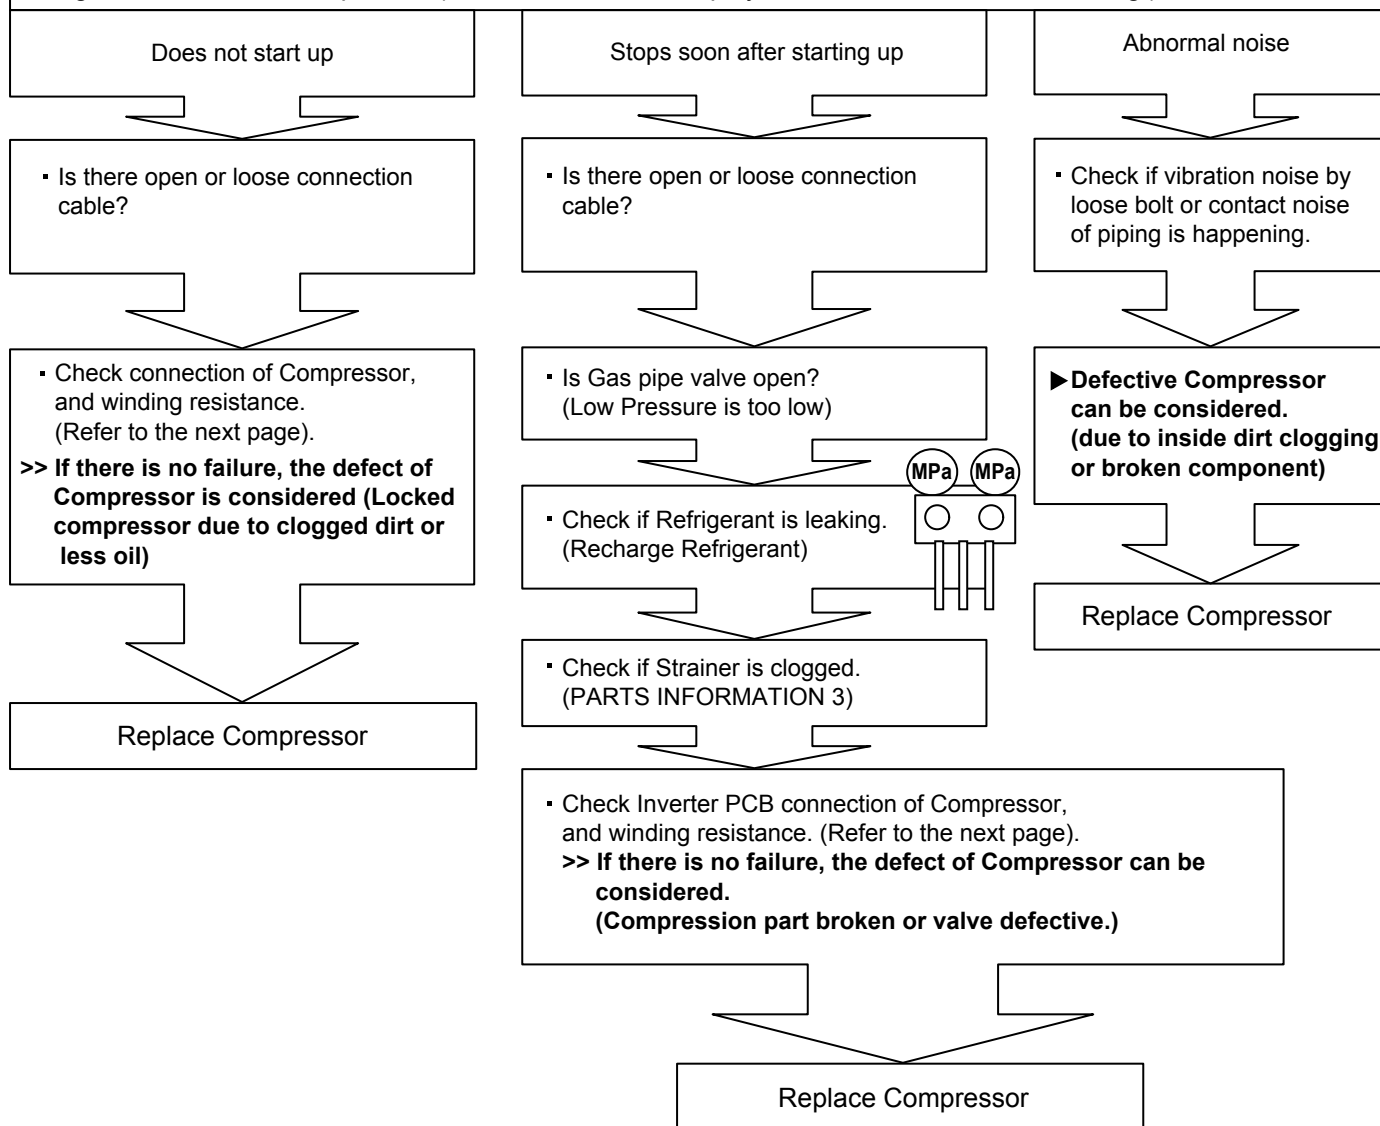 Does not start up
· Is there open or loose connection
cable?
· Check connection of Compressor,
and winding resistance.
(Refer to the next page).
>> If there is no failure, the defect of
Compressor is considered (Locked
compressor due to clogged dirt or
less oil)
Replace Compressor
Stops soon after starting up
· Is there open or loose connection
cable?
· Is Gas pipe valve open?
(Low Pressure is too low)
MPa MPa
· Check if Refrigerant is leaking.
(Recharge Refrigerant)
· Check if Strainer is clogged.
(PARTS INFORMATION 3)
· Check Inverter PCB connection of Compressor,
and winding resistance. (Refer to the next page).
>> If there is no failure, the defect of Compressor can be
considered.
(Compression part broken or valve defective.)
Replace Compressor
Abnormal noise
· Check if vibration noise by
loose bolt or contact noise
of piping is happening.
▶Defective Compressor
can be considered.
(due to inside dirt clogging
or broken component)
Replace Compressor